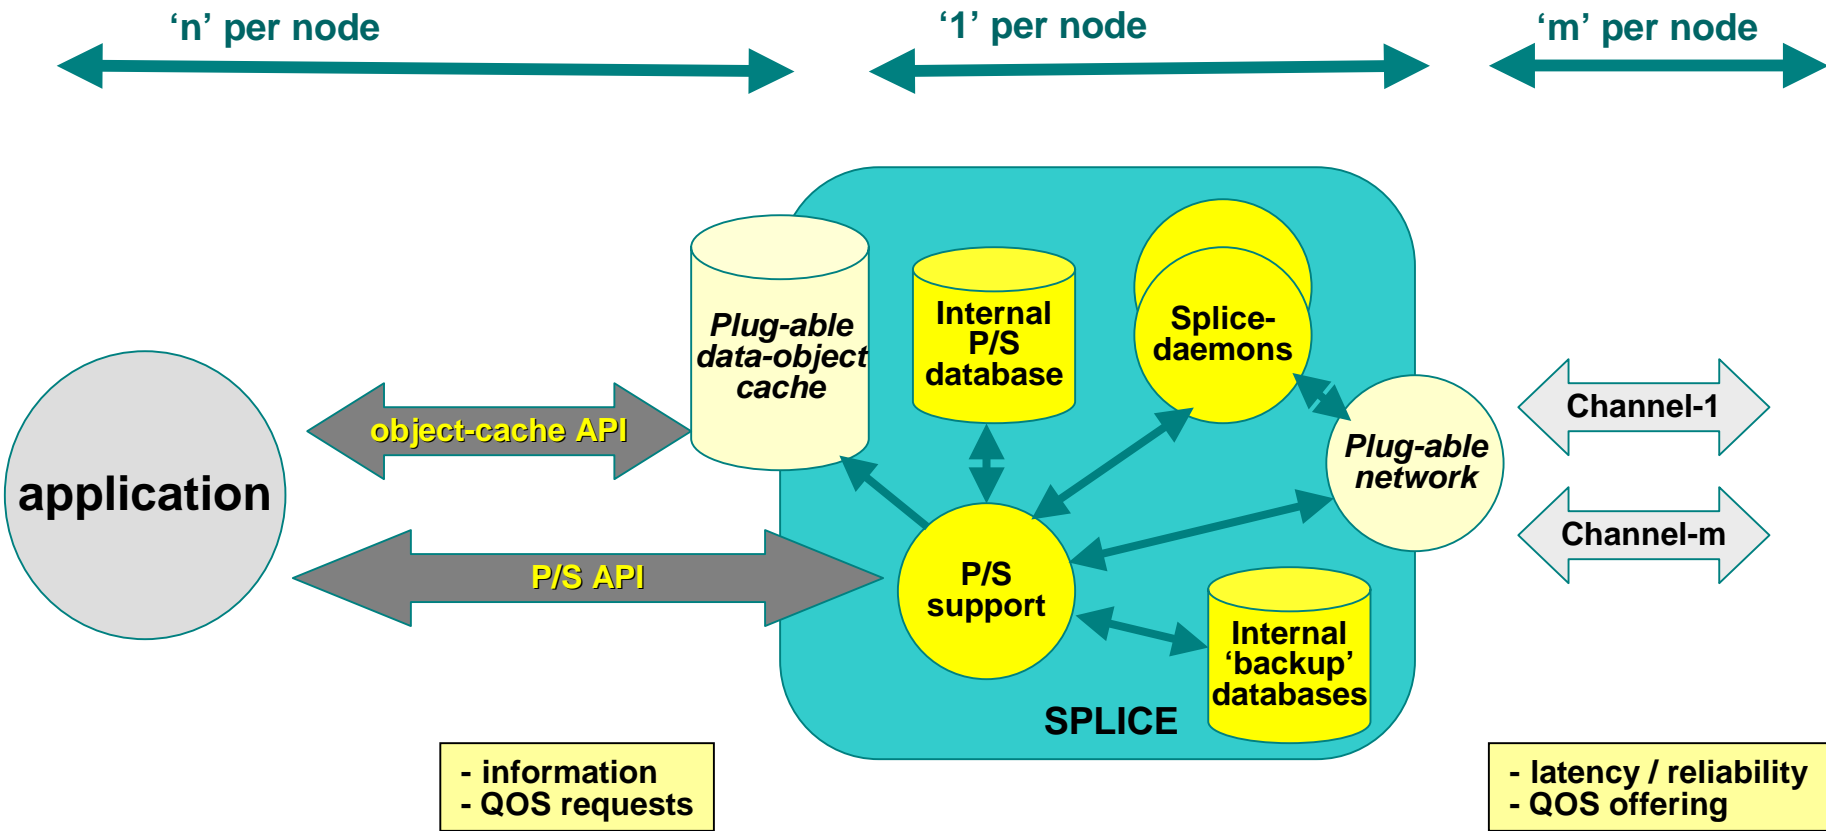 ‘n’ per node
‘1’ per node
‘m’ per node
Plug-able
data-object
cache
Internal
P/S
database
Splice-
daemons
object-cache API
application
Plug-able
network
Channel-1
Channel-m
P/S API
P/S
support
Internal
‘backup’
databases
SPLICE
- information
- QOS requests
- latency / reliability
- QOS offering